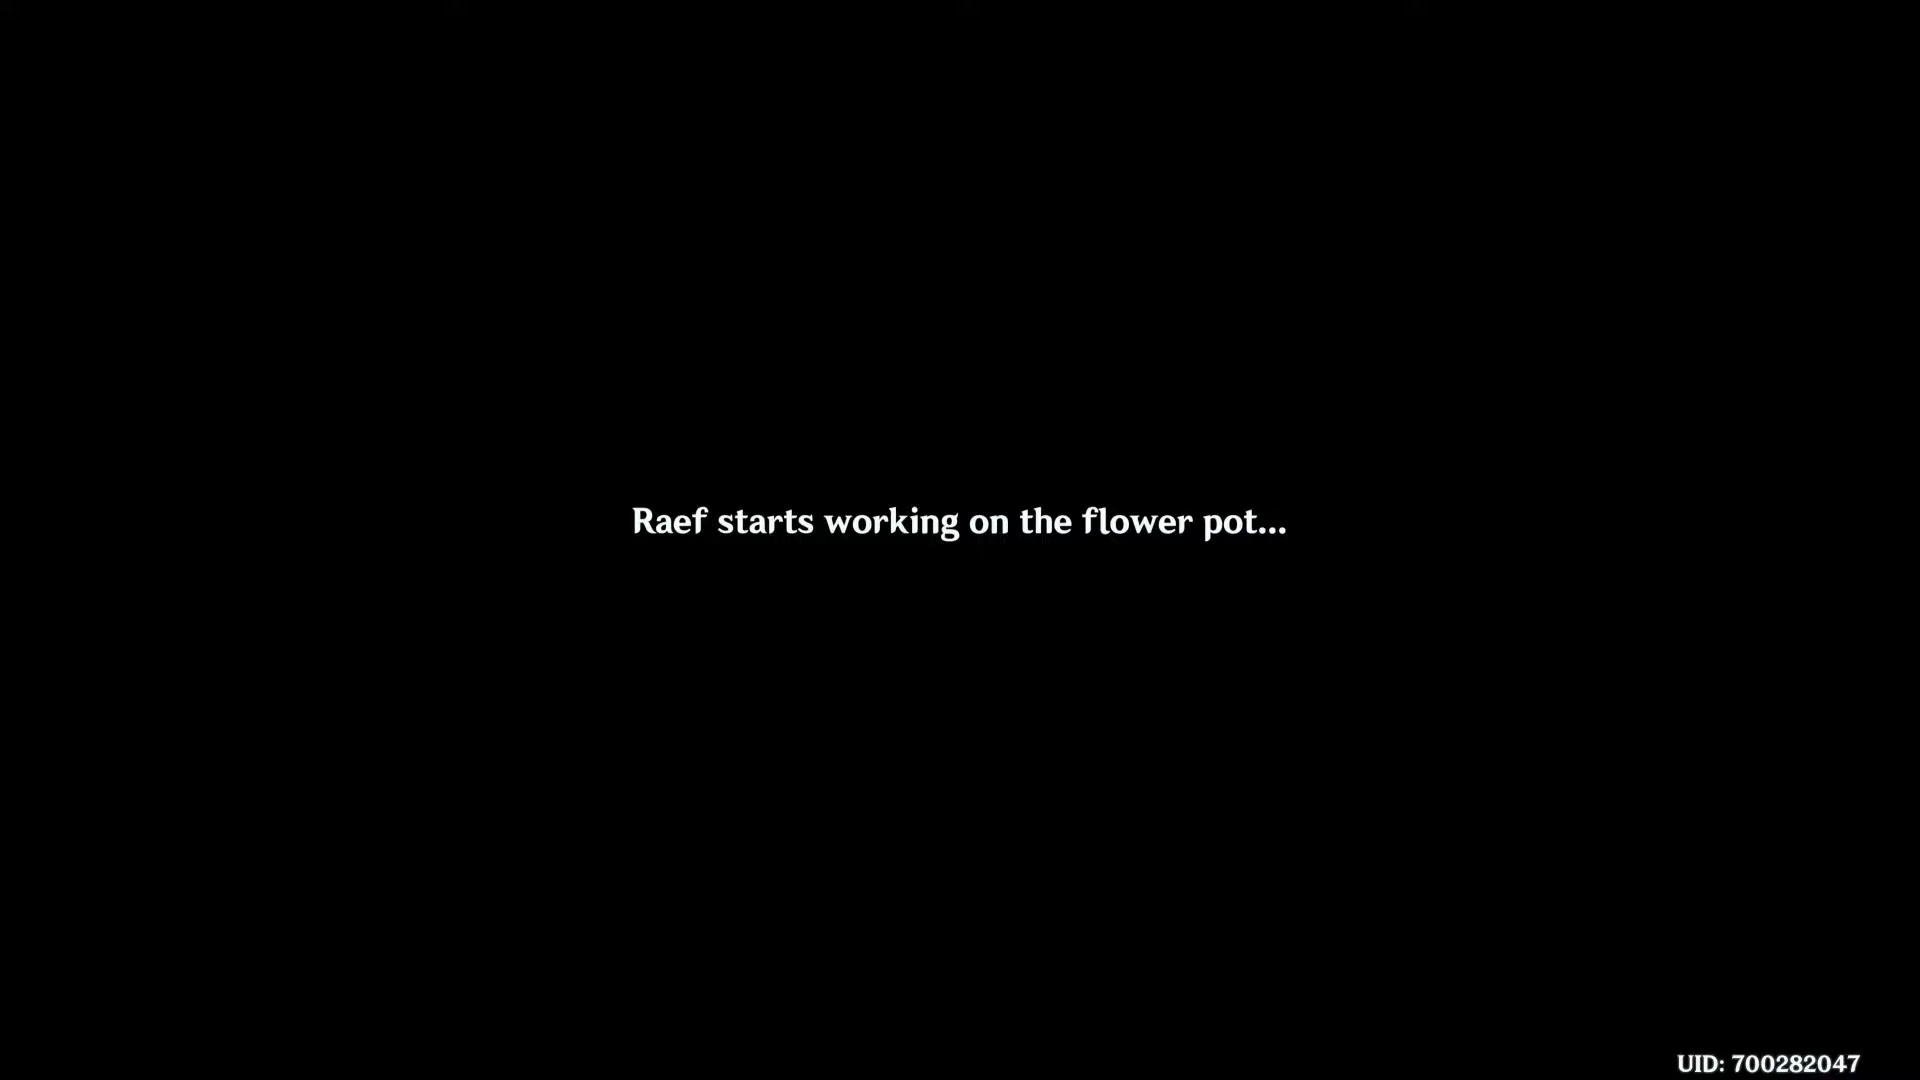 Raef starts working on the flower pot...
UID: 700282047